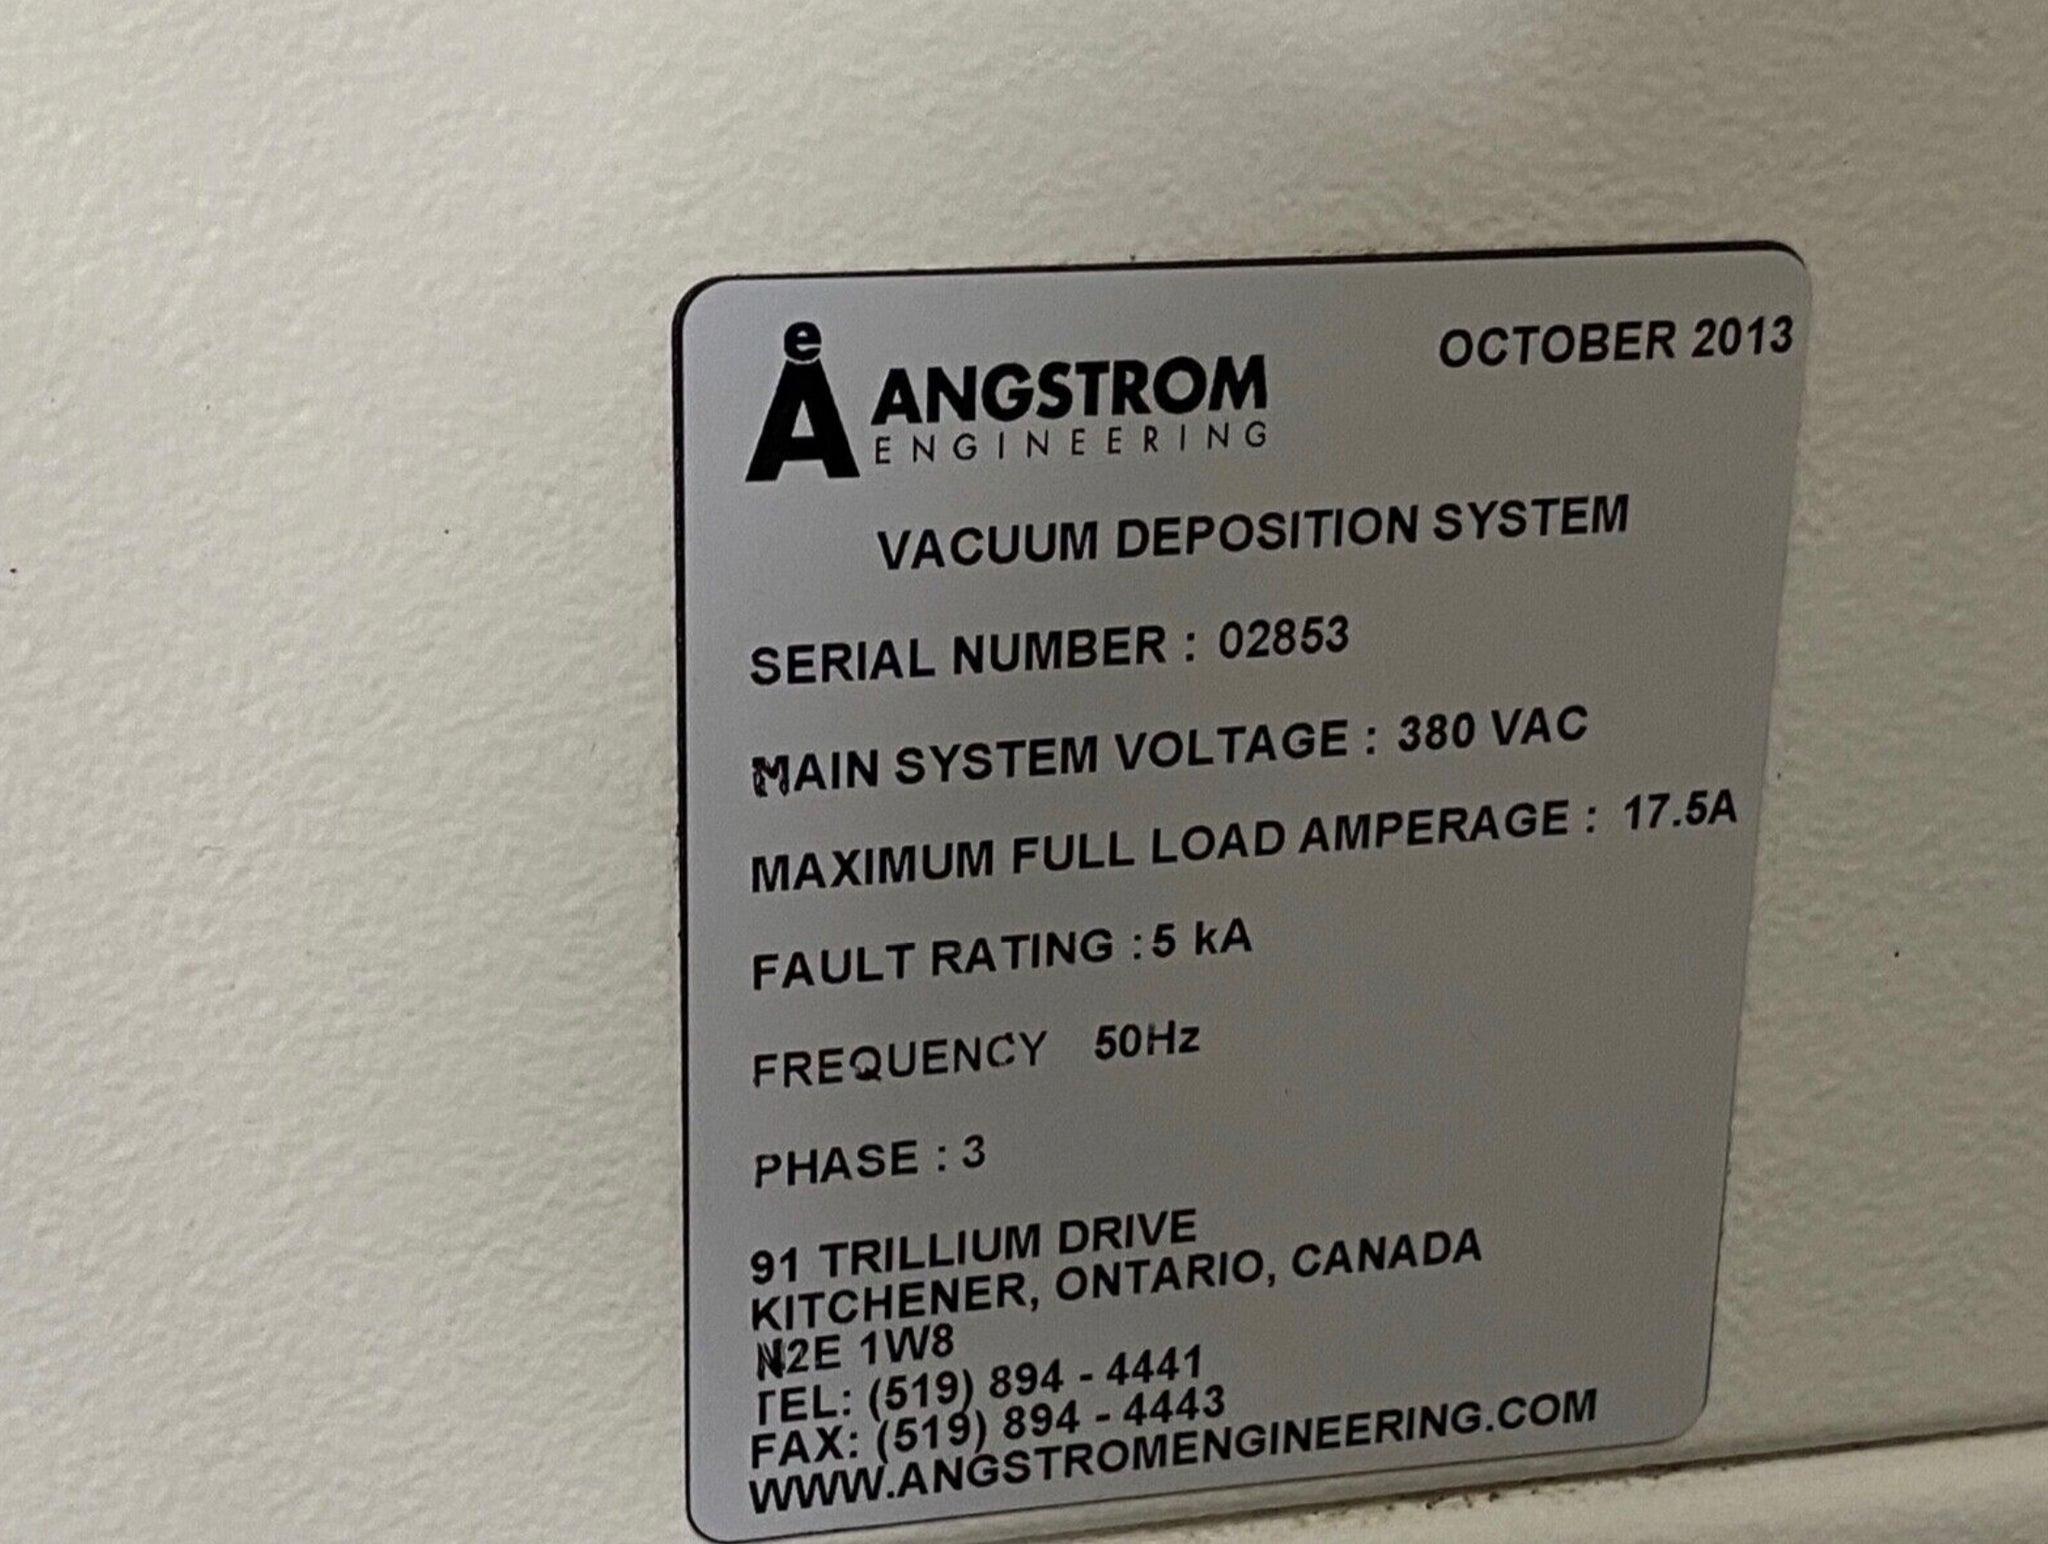 e
Å ANGSTROM
ENGINEERING
OCTOBER 2013
VACUUM DEPOSITION SYSTEM
SERIAL NUMBER : 02853
MAIN SYSTEM VOLTAGE : 380 VAC
MAXIMUM FULL LOAD AMPERAGE : 17.5A
FAULT RATING : 5 kA
FREQUENCY 50Hz
PHASE : 3
91 TRILLIUM DRIVE
KITCHENER, ONTARIO, CANADA
N2E 1W8
TEL: (519) 894 - 4441
FAX: (519) 894 - 4443
WWW.ANGSTROMENGINEERING.COM